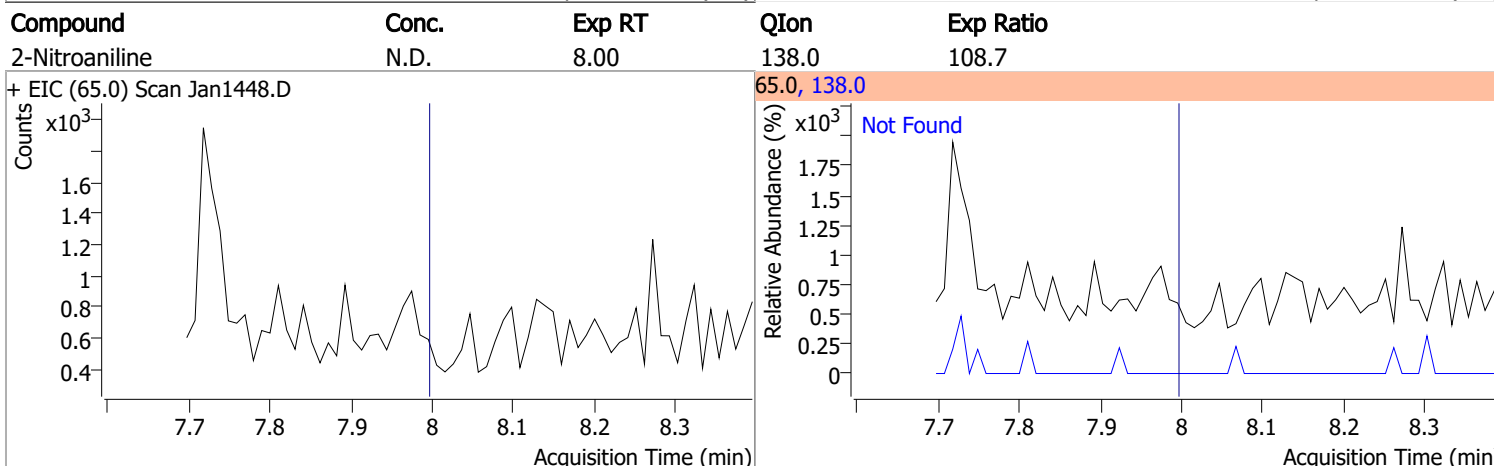 Compound Conc. Exp RT QIon Exp Ratio
2-Nitroaniline N.D. 8.00 138.0 108.7
+ EIC (65.0) Scan Jan1448.D
Counts
x10³
1.6
1.4
1.2
1
0.8
0.6
0.4
7.7 7.8 7.9 8 8.1 8.2 8.3
Acquisition Time (min)
65.0, 138.0
Relative Abundance (%)
x10³
Not Found
1.75
1.5
1.25
1
0.75
0.5
0.25
0
7.7 7.8 7.9 8 8.1 8.2 8.3
Acquisition Time (min)